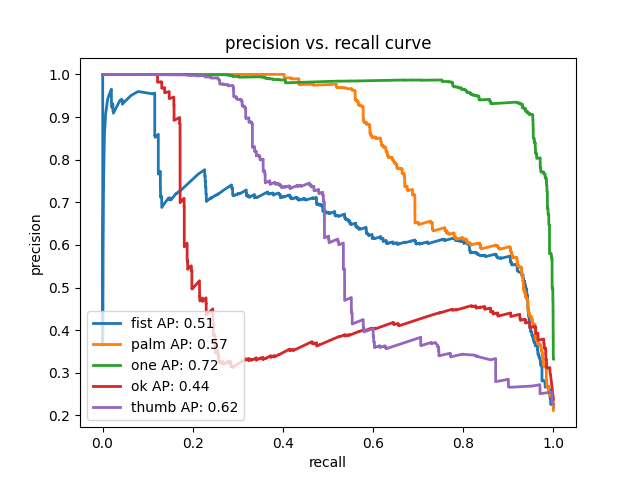 precision vs. recall curve
precision
1.0
0.9
0.8
0.7
0.6
0.5
0.4
0.3
0.2
fist AP: 0.51
palm AP: 0.57
one AP: 0.72
ok AP: 0.44
thumb AP: 0.62
0.0 0.2 0.4 0.6 0.8 1.0
recall